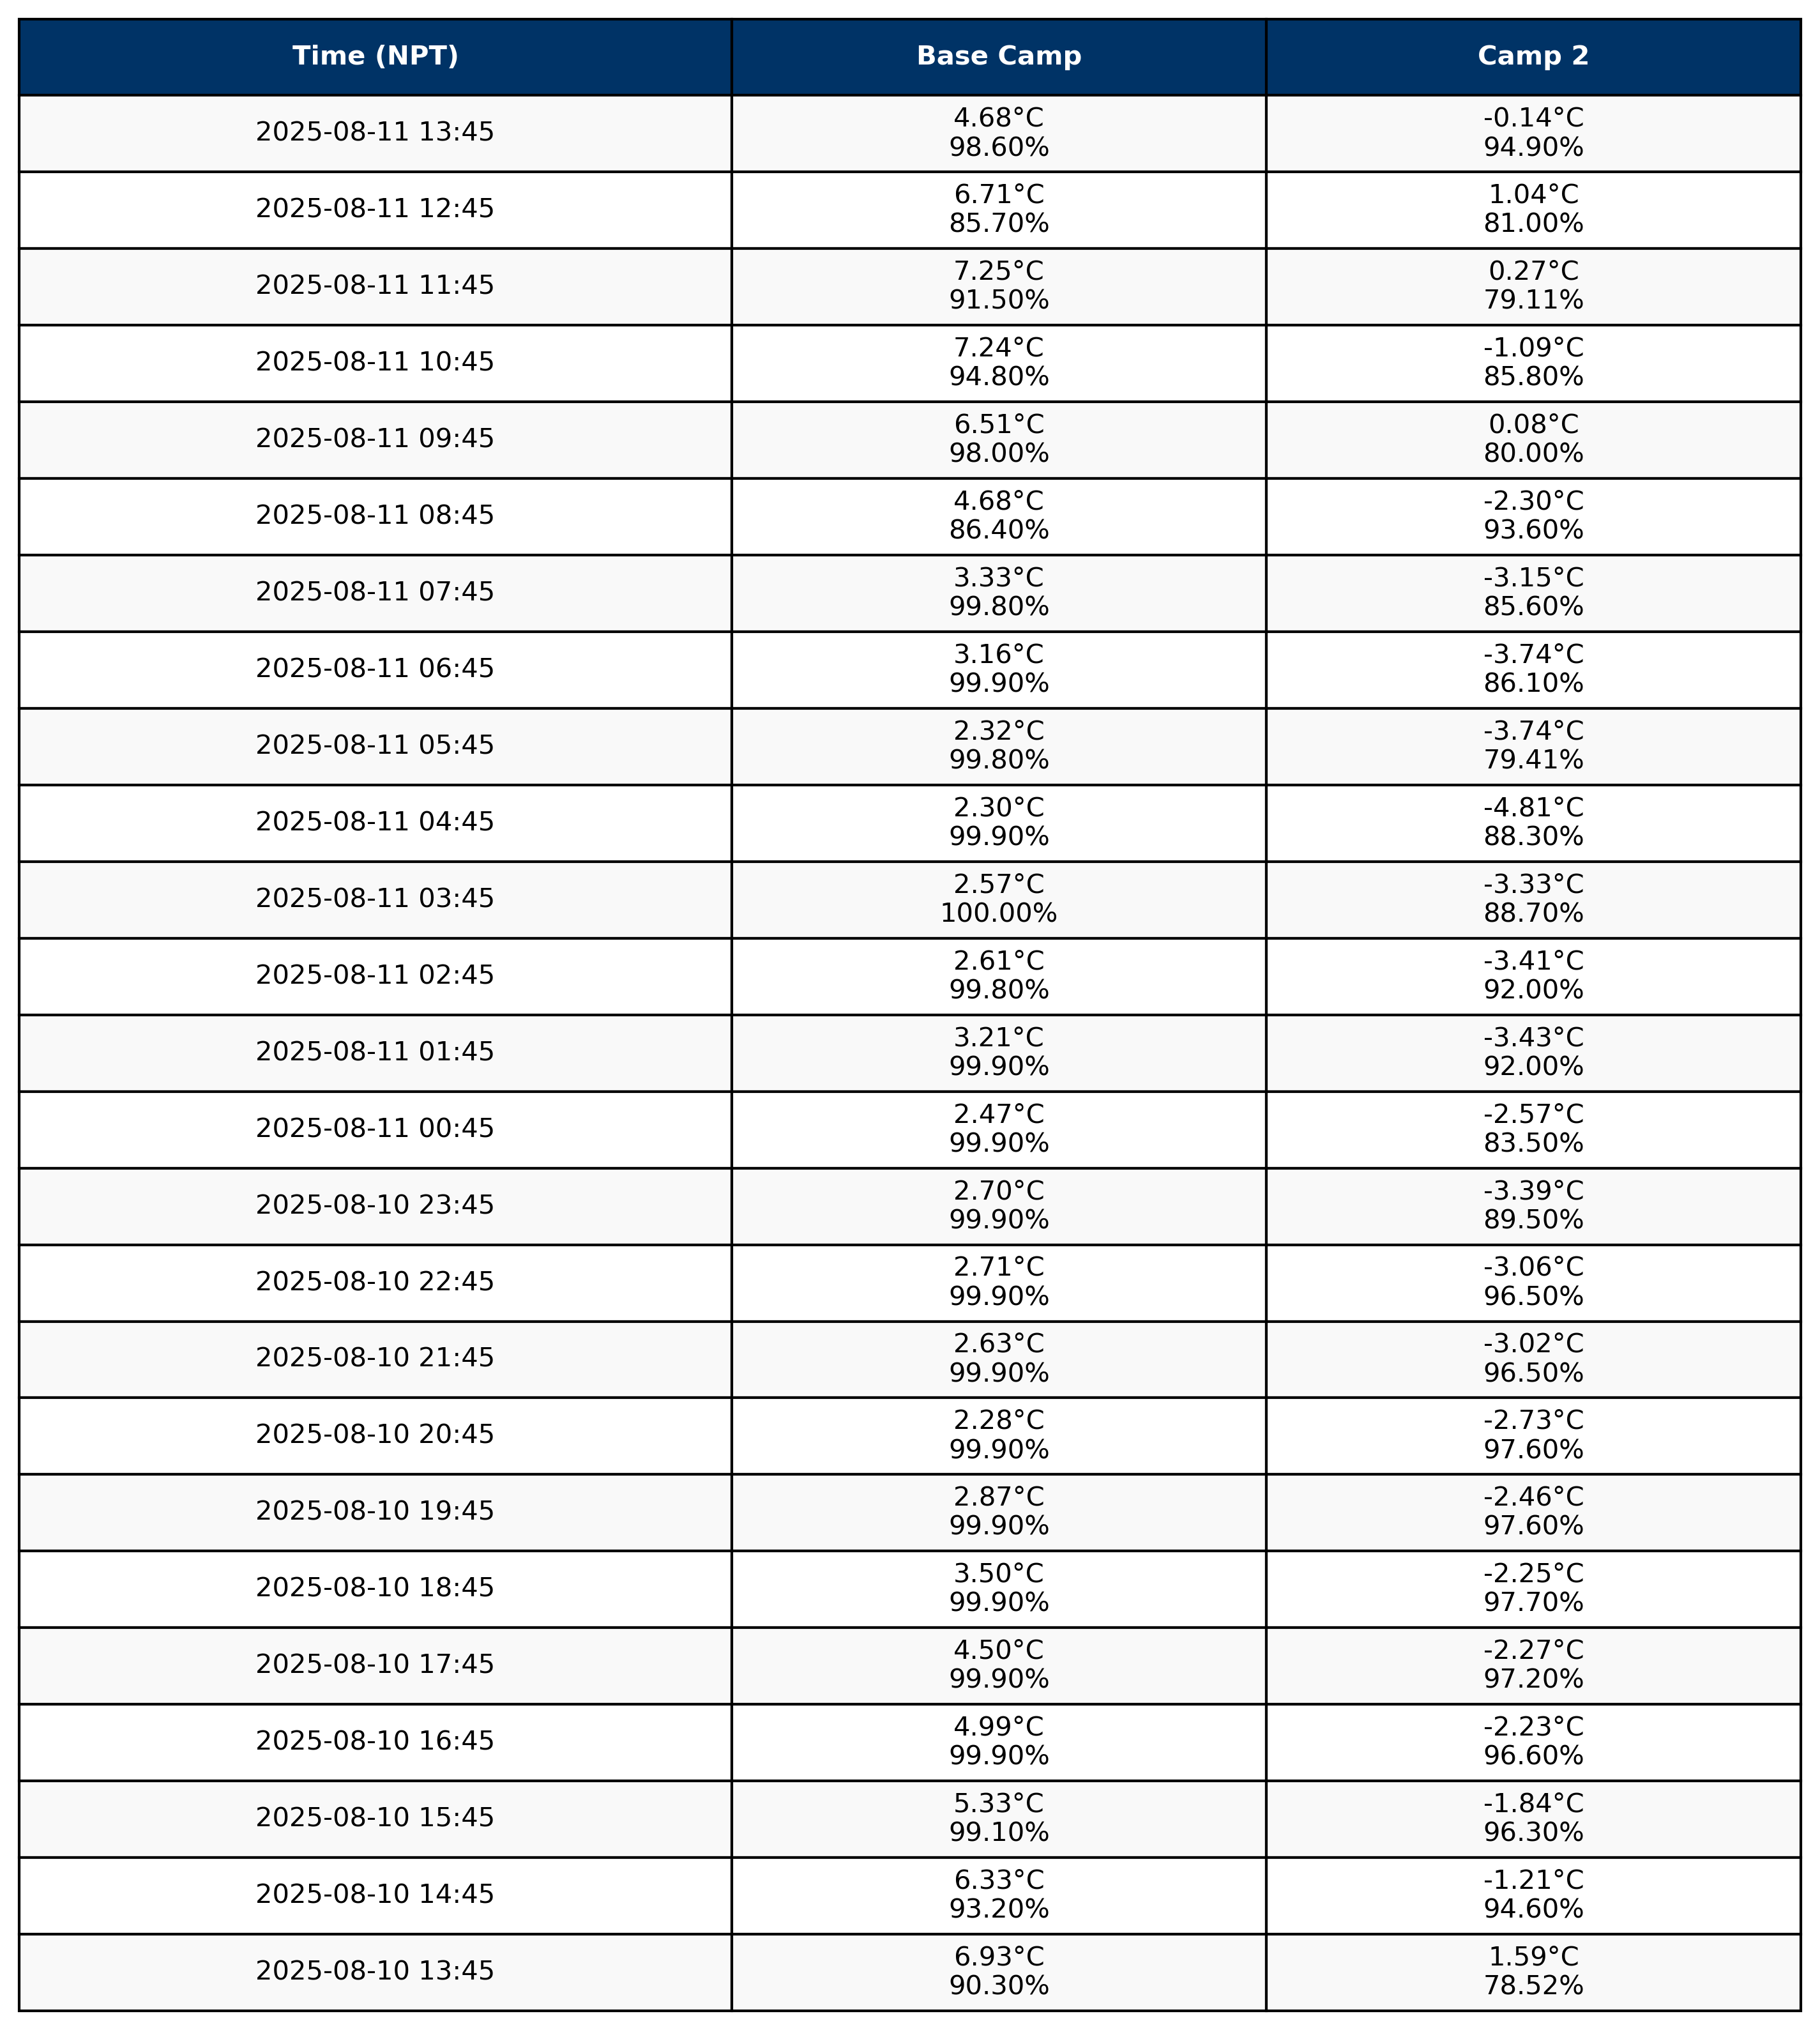 Time (NPT) Base Camp Camp 2
4.68°C -0.14°C
2025-08-11 13:45
98.60% 94.90%
6.71°C 1.04°C
2025-08-11 12:45
85.70% 81.00%
7.25°C 0.27°C
2025-08-11 11:45
91.50% 79.11%
7.24°C -1.09°C
2025-08-11 10:45
94.80% 85.80%
6.51°C 0.08°C
2025-08-11 09:45
98.00% 80.00%
4.68°C -2.30°C
2025-08-11 08:45
86.40% 93.60%
3.33°C -3.15°C
2025-08-11 07:45
99.80% 85.60%
3.16°C -3.74°C
2025-08-11 06:45
99.90% 86.10%
2.32°C -3.74°C
2025-08-11 05:45
99.80% 79.41%
2.30°C -4.81°C
2025-08-11 04:45
99.90% 88.30%
2.57°C -3.33°C
2025-08-11 03:45
100.00% 88.70%
2.61°C -3.41°C
2025-08-11 02:45
99.80% 92.00%
3.21°C -3.43°C
2025-08-11 01:45
99.90% 92.00%
2.47°C -2.57°C
2025-08-11 00:45
99.90% 83.50%
2.70°C -3.39°C
2025-08-10 23:45
99.90% 89.50%
2.71°C -3.06°C
2025-08-10 22:45
99.90% 96.50%
2.63°C -3.02°C
2025-08-10 21:45
99.90% 96.50%
2.28°C -2.73°C
2025-08-10 20:45
99.90% 97.60%
2.87°C -2.46°C
2025-08-10 19:45
99.90% 97.60%
3.50°C -2.25°C
2025-08-10 18:45
99.90% 97.70%
4.50°C -2.27°C
2025-08-10 17:45
99.90% 97.20%
4.99°C -2.23°C
2025-08-10 16:45
99.90% 96.60%
5.33°C -1.84°C
2025-08-10 15:45
99.10% 96.30%
6.33°C -1.21°C
2025-08-10 14:45
93.20% 94.60%
6.93°C 1.59°C
2025-08-10 13:45
90.30% 78.52%